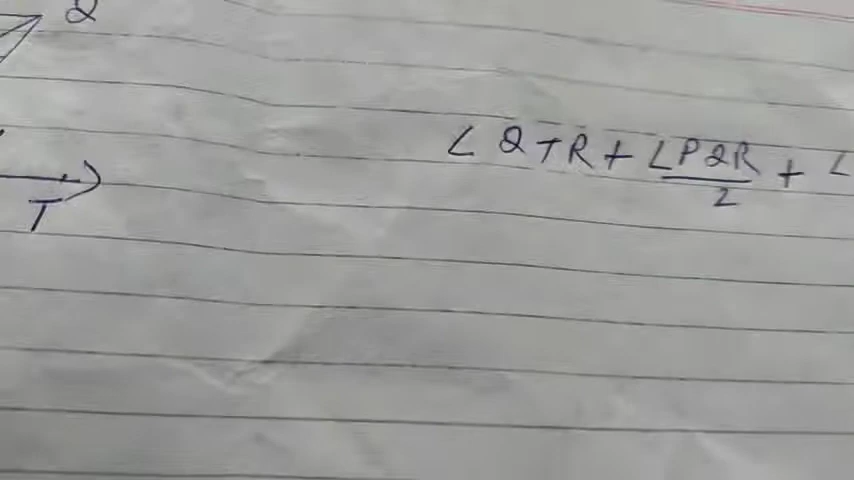 Q
∠QTR + ∠PQR/2 + ∠
T